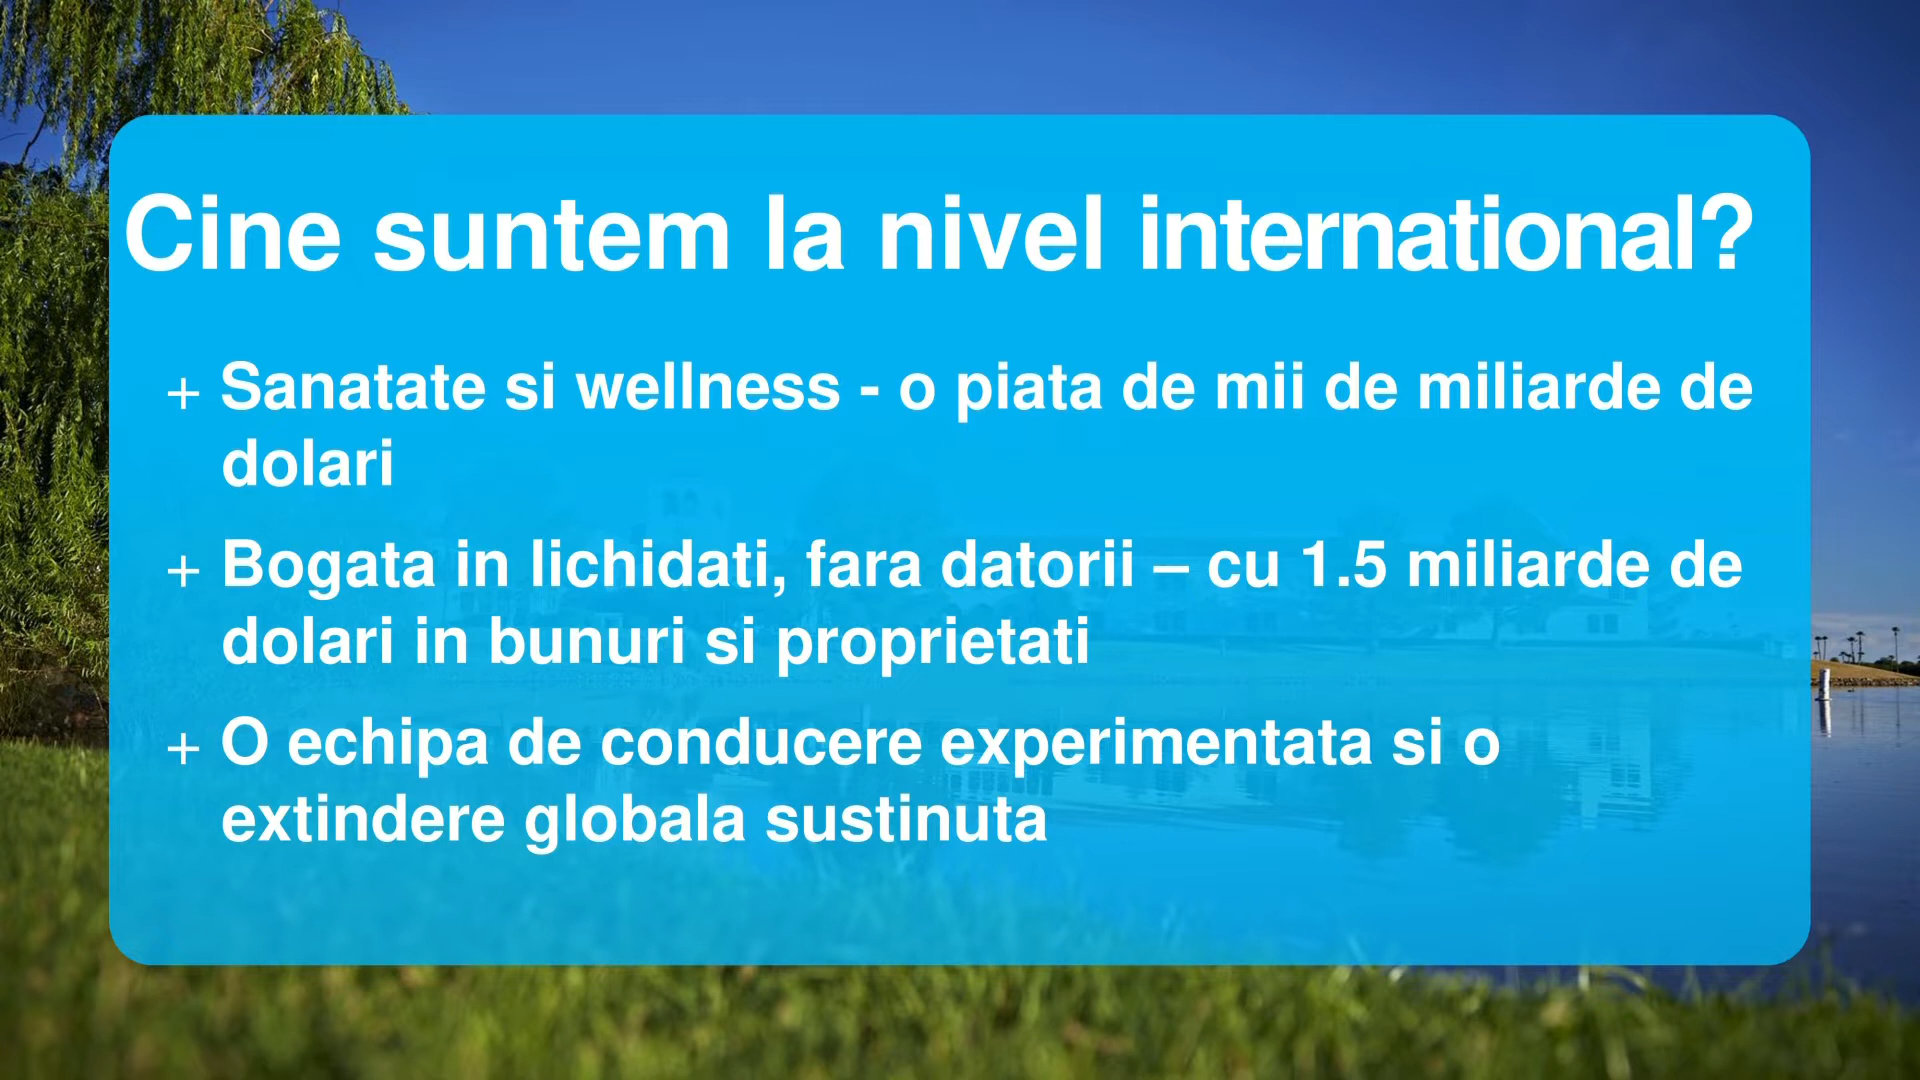 Cine suntem la nivel international?
+ Sanatate si wellness - o piata de mii de miliarde de
dolari
+ Bogata in lichidati, fara datorii – cu 1.5 miliarde de
dolari in bunuri si proprietati
+ O echipa de conducere experimentata si o
extindere globala sustinuta